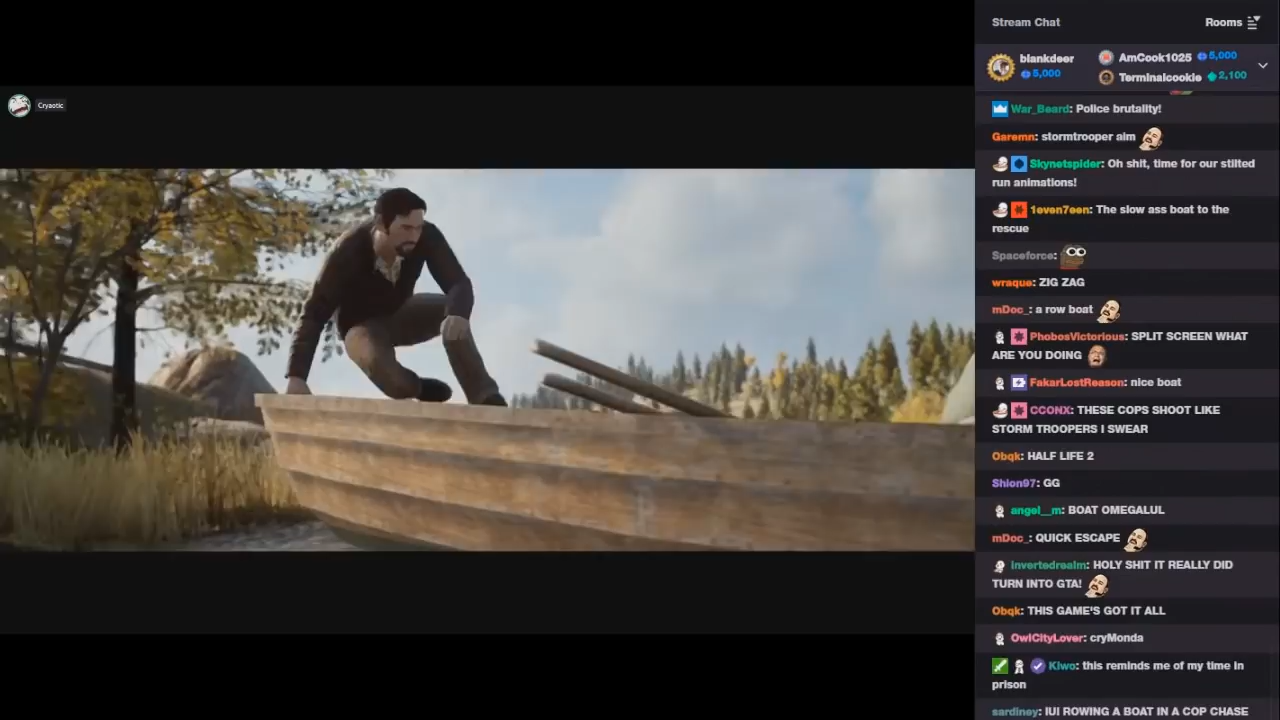 Cryaotic
Stream Chat
Rooms
blankdeer
5,000
AmCook1025 5,000
Terminalcookie 2,100
War_Beard: Police brutality!
Garemn: stormtrooper aim
Skynetspider: Oh shit, time for our stilted
run animations!
1even7een: The slow ass boat to the
rescue
Spaceforce:
wraque: ZIG ZAG
mDoc_: a row boat
PhobosVictorious: SPLIT SCREEN WHAT
ARE YOU DOING
FakarLostReason: nice boat
CCONX: THESE COPS SHOOT LIKE
STORM TROOPERS I SWEAR
Obqk: HALF LIFE 2
Shion97: GG
angel__m: BOAT OMEGALUL
mDoc_: QUICK ESCAPE
invertedrealm: HOLY SHIT IT REALLY DID
TURN INTO GTA!
Obqk: THIS GAME'S GOT IT ALL
OwlCityLover: cryMonda
Kiwo: this reminds me of my time in
prison
sardiney: IUI ROWING A BOAT IN A COP CHASE